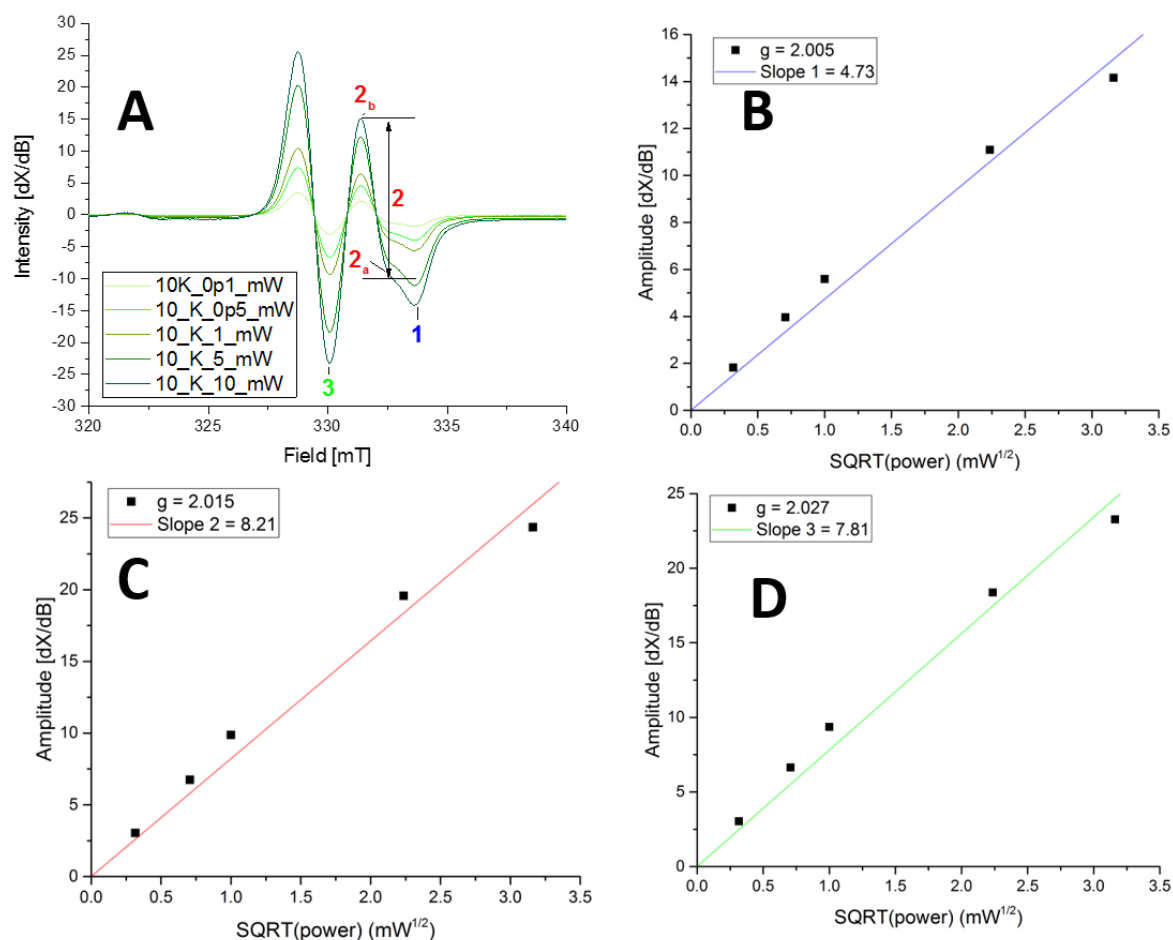 A
Intensity [dX/dB]
30
25
20
15
10
5
0
-5
-10
-15
-20
-25
-30
2b
2
2a
1
3
10K_0p1_mW
10_K_0p5_mW
10_K_1_mW
10_K_5_mW
10_K_10_mW
320 325 330 335 340
Field [mT]
B
g = 2.005
Slope 1 = 4.73
Amplitude [dX/dB]
16
14
12
10
8
6
4
2
0
0.0 0.5 1.0 1.5 2.0 2.5 3.0 3.5
SQRT(power) (mW1/2)
C
g = 2.015
Slope 2 = 8.21
Amplitude [dX/dB]
25
20
15
10
5
0
0.0 0.5 1.0 1.5 2.0 2.5 3.0 3.5
SQRT(power) (mW1/2)
D
g = 2.027
Slope 3 = 7.81
Amplitude [dX/dB]
25
20
15
10
5
0
0.0 0.5 1.0 1.5 2.0 2.5 3.0 3.5
SQRT(power) (mW1/2)